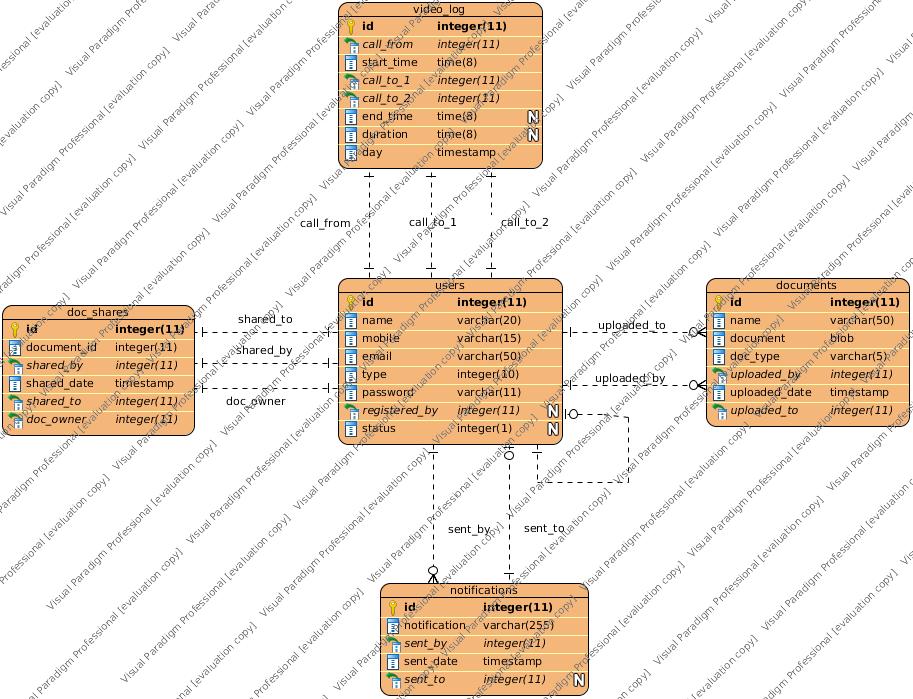 video_log
id integer(11)
call_from integer(11)
start_time time(8)
call_to_1 integer(11)
call_to_2 integer(11)
end_time time(8) N
duration time(8) N
day timestamp
call_from call_to_1 call_to_2
users
id integer(11)
name varchar(20)
mobile varchar(15)
email varchar(50)
type integer(10)
password varchar(11)
registered_by integer(11) N
status integer(1) N
doc_shares
id integer(11)
document_id integer(11)
shared_by integer(11)
shared_date timestamp
shared_to integer(11)
doc_owner integer(11)
shared_to
shared_by
doc_owner
uploaded_to
uploaded_by
documents
id integer(11)
name varchar(50)
document blob
doc_type varchar(5)
uploaded_by integer(11)
uploaded_date timestamp
uploaded_to integer(11)
sent_by sent_to
notifications
id integer(11)
notification varchar(255)
sent_by integer(11)
sent_date timestamp
sent_to integer(11) N
Visual Paradigm Professional [evaluation copy]